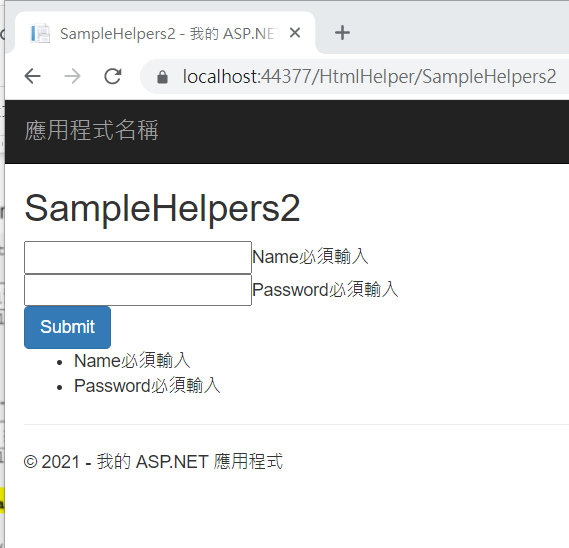 SampleHelpers2 - 我的 ASP.NE
localhost:44377/HtmlHelper/SampleHelpers2
應用程式名稱
SampleHelpers2
Name必須輸入
Password必須輸入
Submit
Name必須輸入
Password必須輸入
© 2021 - 我的 ASP.NET 應用程式